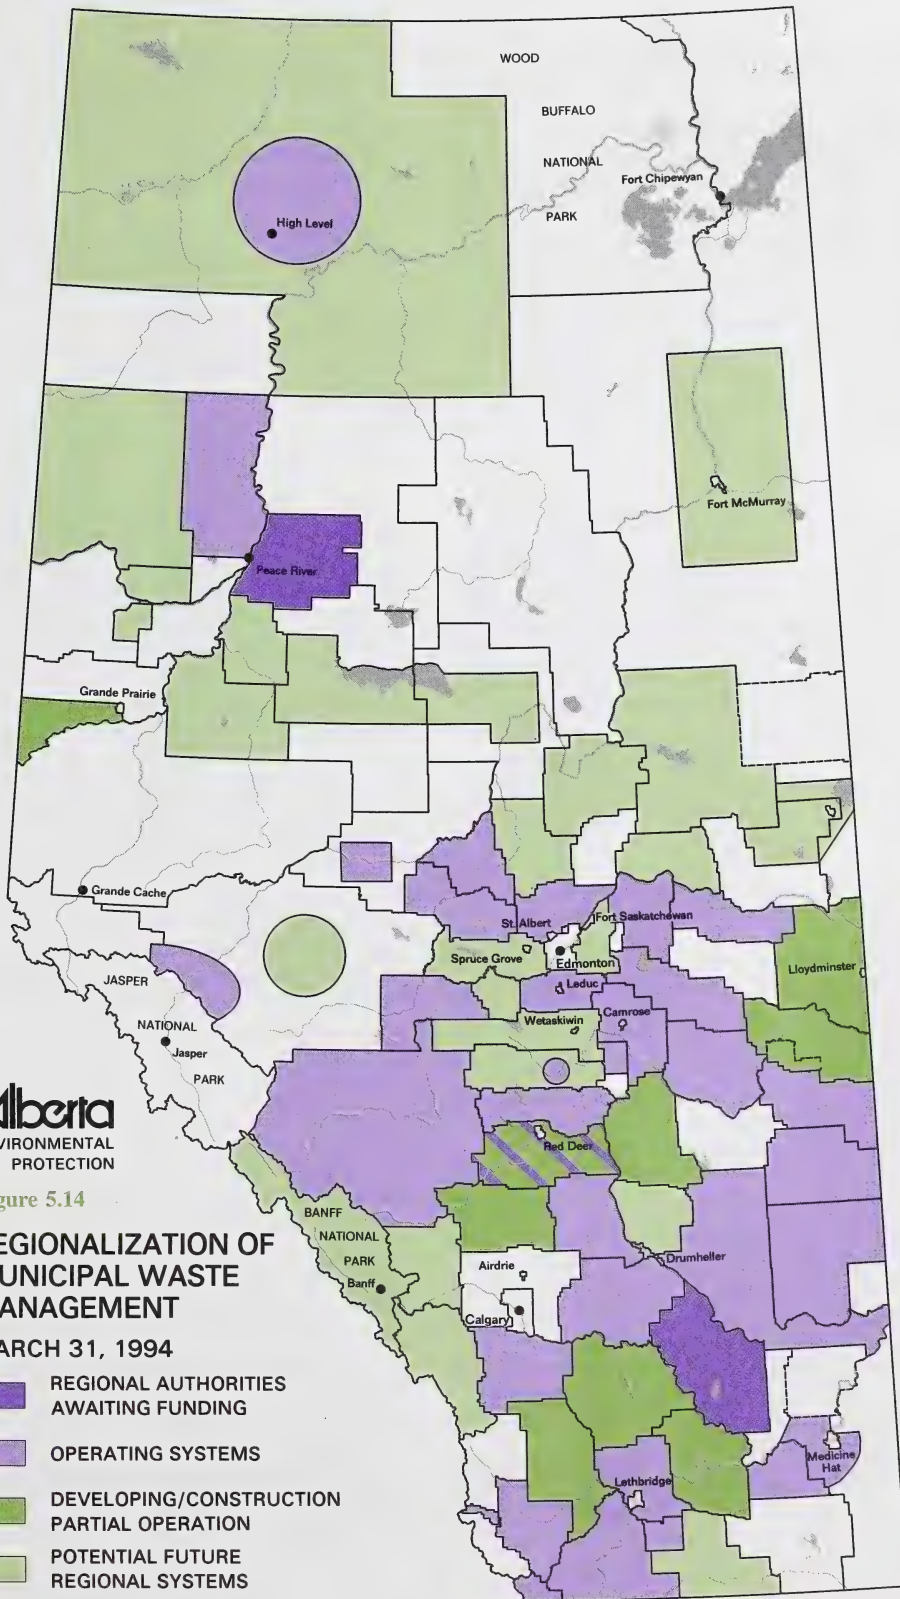 WOOD
BUFFALO
NATIONAL
PARK
Fort Chipewyan
High Level
Fort McMurray
Peace River
Grande Prairie
Grande Cache
St. Albert
Fort Saskatchewan
Spruce Grove
Edmonton
Lloydminster
Leduc
JASPER
Camrose
Wetaskiwin
NATIONAL
Jasper
PARK
Alberta
VIRONMENTAL
PROTECTION
Red Deer
gure 5.14
BANFF
NATIONAL
PARK
Banff
Drumheller
Airdrie
Calgary
EGIONALIZATION OF
UNICIPAL WASTE
ANAGEMENT
ARCH 31, 1994
REGIONAL AUTHORITIES
AWAITING FUNDING
OPERATING SYSTEMS
Medicine
Hat
Lethbridge
DEVELOPING/CONSTRUCTION
PARTIAL OPERATION
POTENTIAL FUTURE
REGIONAL SYSTEMS